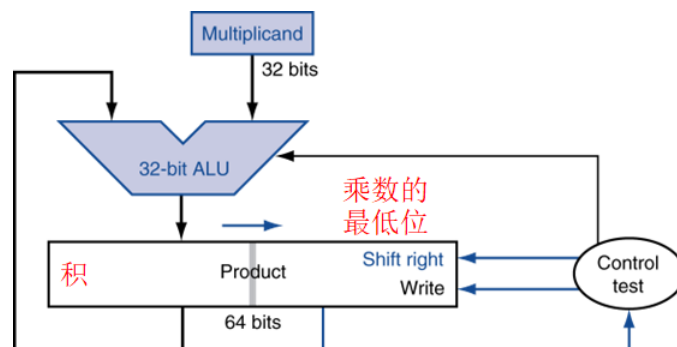 Multiplicand
32 bits
32-bit ALU
乘数的
最低位
积
Product
Shift right
Write
Control
test
64 bits